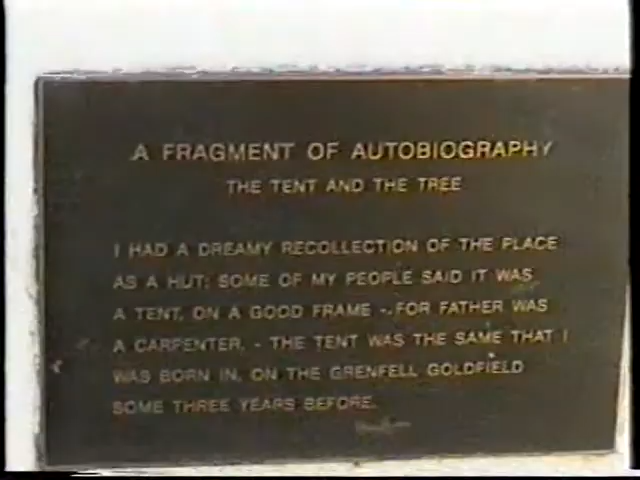 A FRAGMENT OF AUTOBIOGRAPHY
THE TENT AND THE TREE
I HAD A DREAMY RECOLLECTION OF THE PLACE
AS A HUT; SOME OF MY PEOPLE SAID IT WAS
A TENT, ON A GOOD FRAME - FOR FATHER WAS
A CARPENTER, - THE TENT WAS THE SAME THAT I
WAS BORN IN, ON THE GRENFELL GOLDFIELD
SOME THREE YEARS BEFORE.